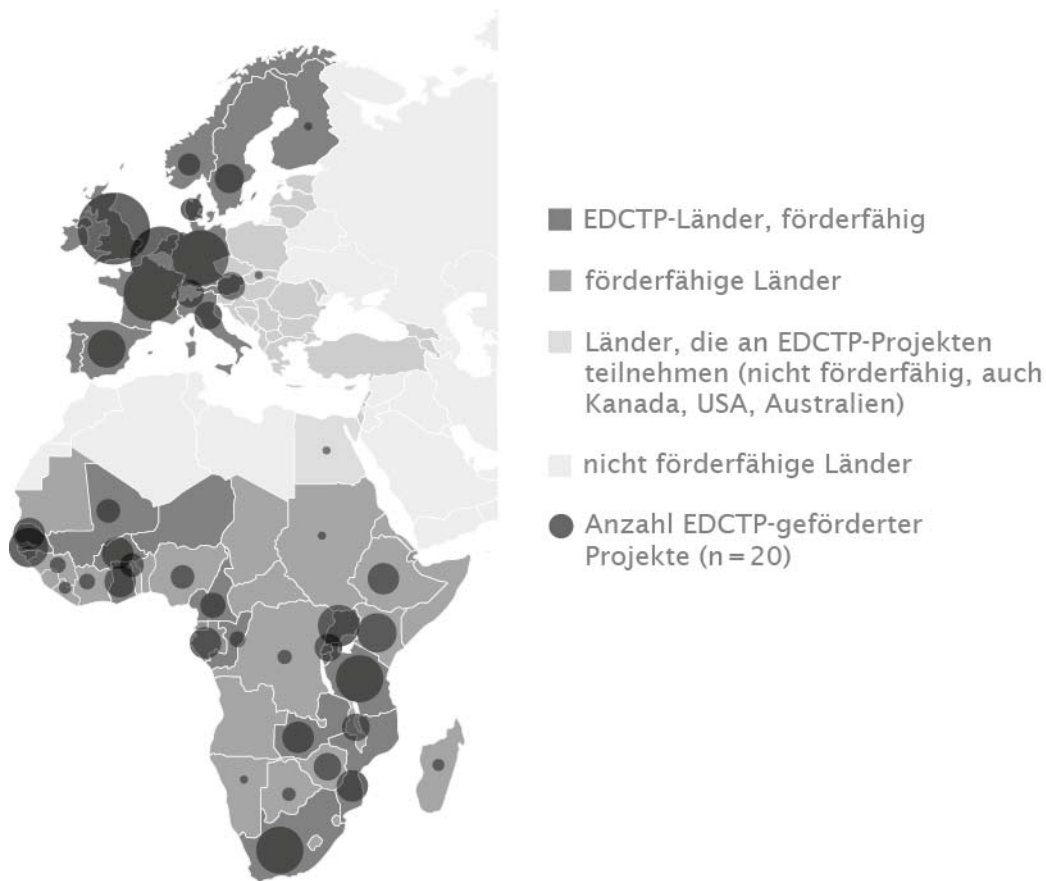 EDCTP-Länder, förderfähig
förderfähige Länder
Länder, die an EDCTP-Projekten
teilnehmen (nicht förderfähig, auch
Kanada, USA, Australien)
nicht förderfähige Länder
Anzahl EDCTP-geförderter
Projekte (n = 20)